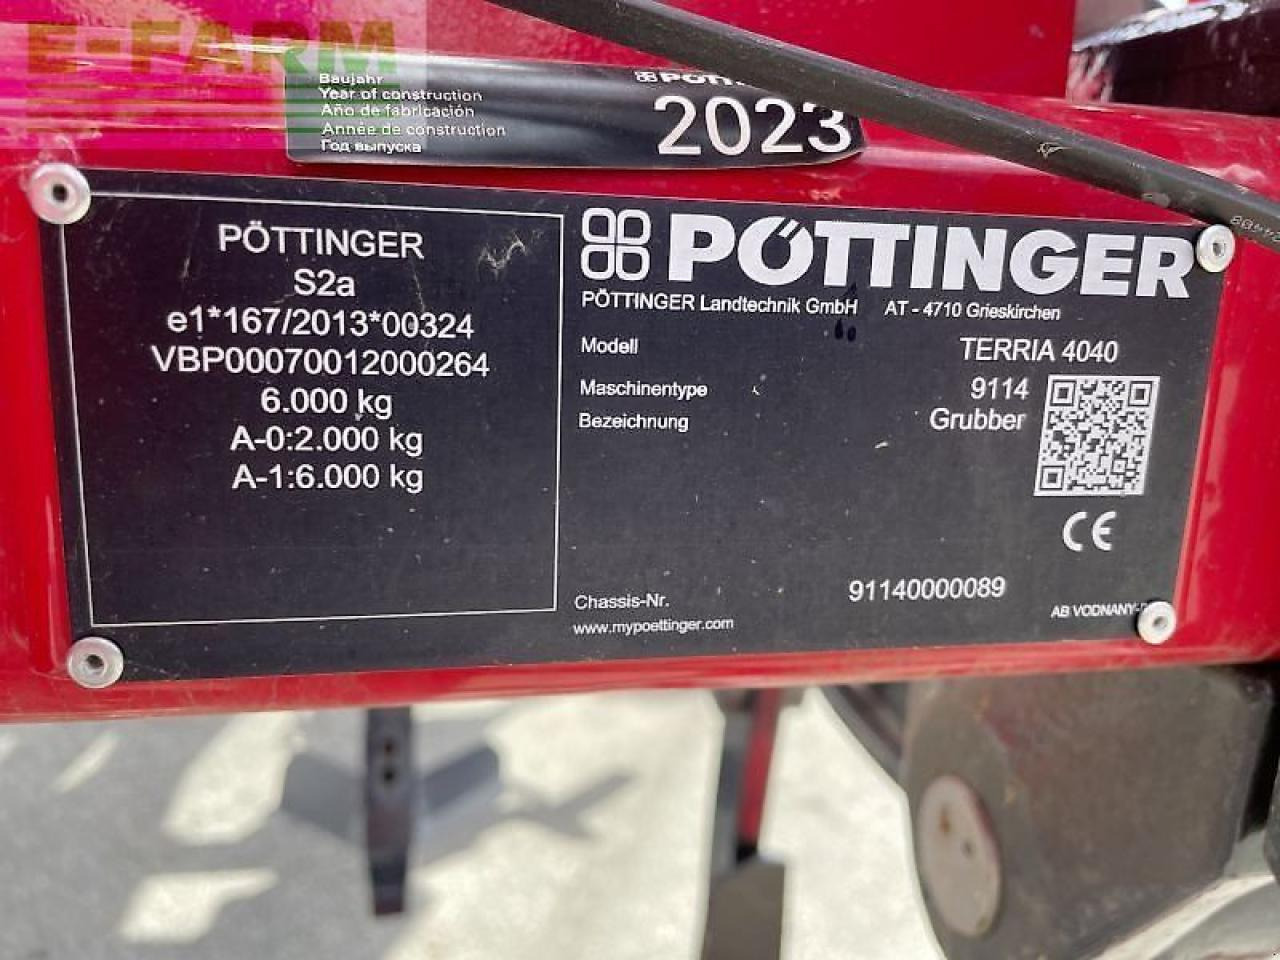 E-FARM
Baujahr
Year of construction
Año de fabricación
Année de construction
Год выпуска
2023
PÖTTINGER
S2a
e1*167/2013*00324
VBP00070012000264
6.000 kg
A-0:2.000 kg
A-1:6.000 kg
PÖTTINGER
PÖTTINGER Landtechnik GmbH AT - 4710 Grieskirchen
Modell TERRIA 4040
Maschinentype 9114
Bezeichnung Grubber
CE
Chassis-Nr. 91140000089
www.mypoettinger.com
AB VODNANY